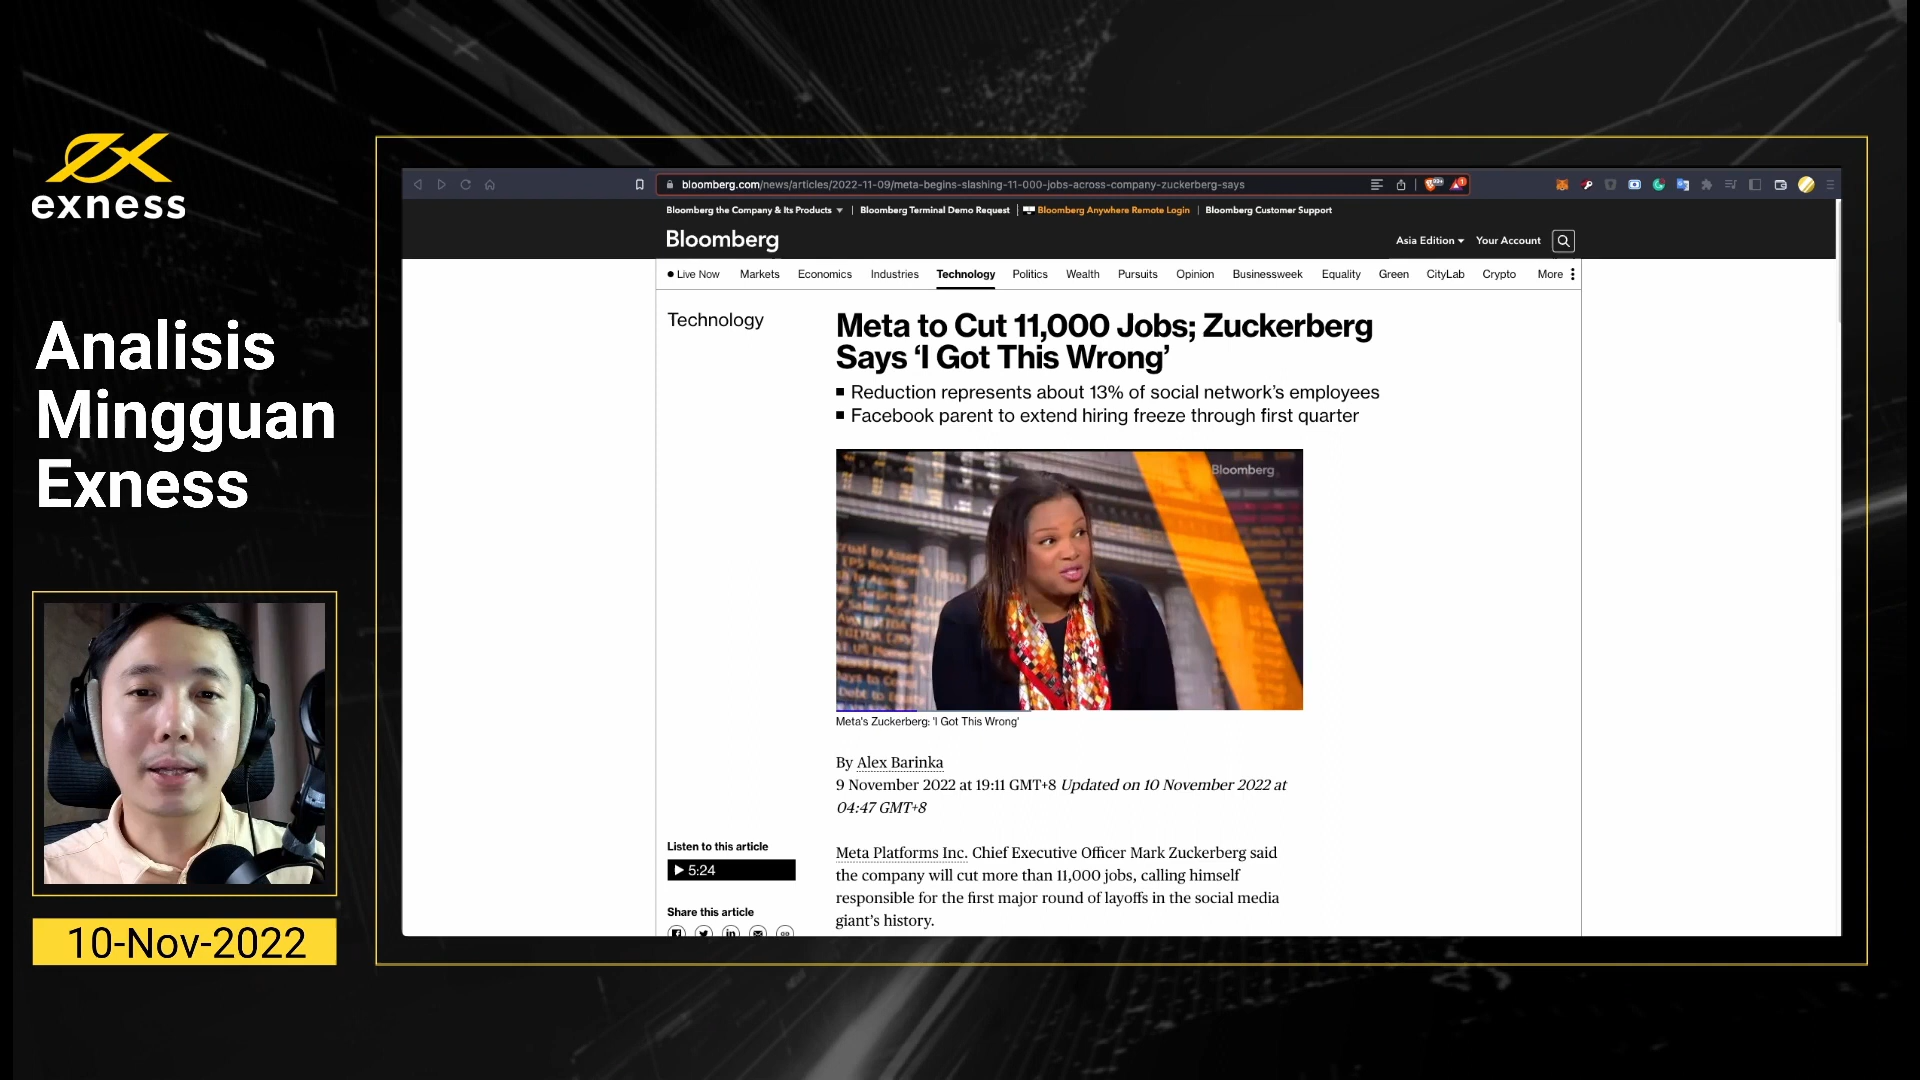 exness
Analisis
Mingguan
Exness
10-Nov-2022
bloomberg.com/news/articles/2022-11-09/meta-begins-slashing-11-000-jobs-across-company-zuckerberg-says
Bloomberg the Company & Its Products | Bloomberg Terminal Demo Request | Bloomberg Anywhere Remote Login | Bloomberg Customer Support
Bloomberg
Asia Edition Your Account
Live Now Markets Economics Industries Technology Politics Wealth Pursuits Opinion Businessweek Equality Green CityLab Crypto More
Technology
Meta to Cut 11,000 Jobs; Zuckerberg
Says ‘I Got This Wrong’
Reduction represents about 13% of social network’s employees
Facebook parent to extend hiring freeze through first quarter
Bloomberg
Meta's Zuckerberg: 'I Got This Wrong'
By Alex Barinka
9 November 2022 at 19:11 GMT+8 Updated on 10 November 2022 at
04:47 GMT+8
Listen to this article
5:24
Share this article
Meta Platforms Inc. Chief Executive Officer Mark Zuckerberg said
the company will cut more than 11,000 jobs, calling himself
responsible for the first major round of layoffs in the social media
giant’s history.